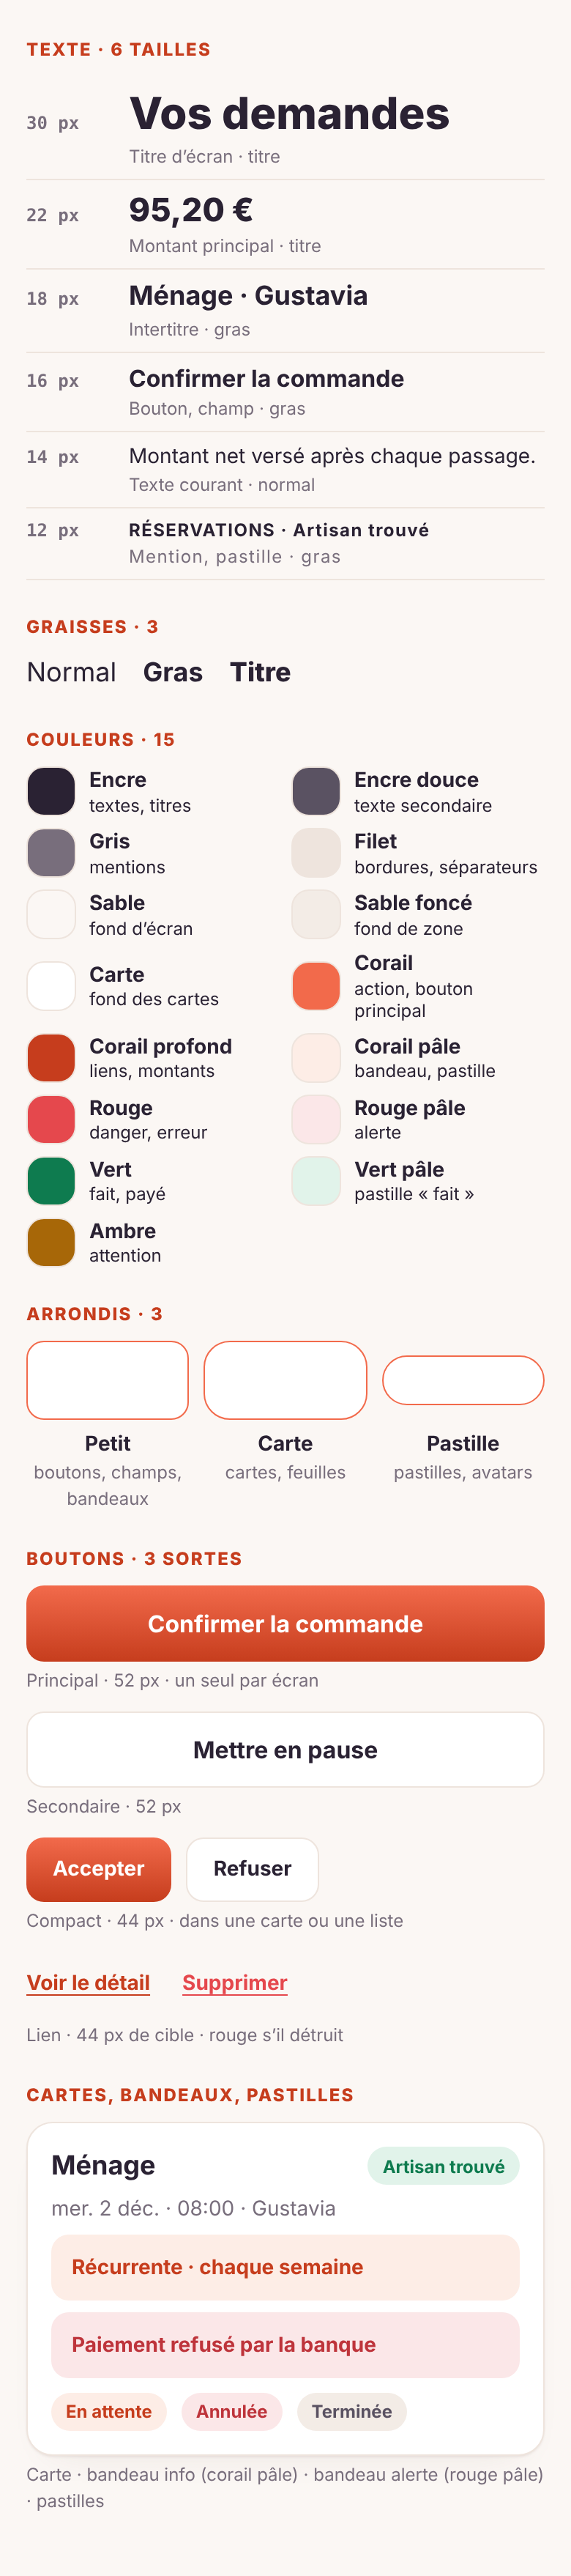 TEXTE · 6 TAILLES
30 px
Vos demandes
Titre d’écran · titre
22 px
95,20 €
Montant principal · titre
18 px
Ménage · Gustavia
Intertitre · gras
16 px
Confirmer la commande
Bouton, champ · gras
14 px
Montant net versé après chaque passage.
Texte courant · normal
12 px
RÉSERVATIONS · Artisan trouvé
Mention, pastille · gras
GRAISSES · 3
Normal Gras Titre
COULEURS · 15
Encre
textes, titres
Encre douce
texte secondaire
Gris
mentions
Filet
bordures, séparateurs
Sable
fond d’écran
Sable foncé
fond de zone
Carte
fond des cartes
Corail
action, bouton
principal
Corail profond
liens, montants
Corail pâle
bandeau, pastille
Rouge
danger, erreur
Rouge pâle
alerte
Vert
fait, payé
Vert pâle
pastille « fait »
Ambre
attention
ARRONDIS · 3
Petit
boutons, champs,
bandeaux
Carte
cartes, feuilles
Pastille
pastilles, avatars
BOUTONS · 3 SORTES
Confirmer la commande
Principal · 52 px · un seul par écran
Mettre en pause
Secondaire · 52 px
Accepter Refuser
Compact · 44 px · dans une carte ou une liste
Voir le détail Supprimer
Lien · 44 px de cible · rouge s’il détruit
CARTES, BANDEAUX, PASTILLES
Ménage
Artisan trouvé
mer. 2 déc. · 08:00 · Gustavia
Récurrente · chaque semaine
Paiement refusé par la banque
En attente Annulée Terminée
Carte · bandeau info (corail pâle) · bandeau alerte (rouge pâle)
· pastilles